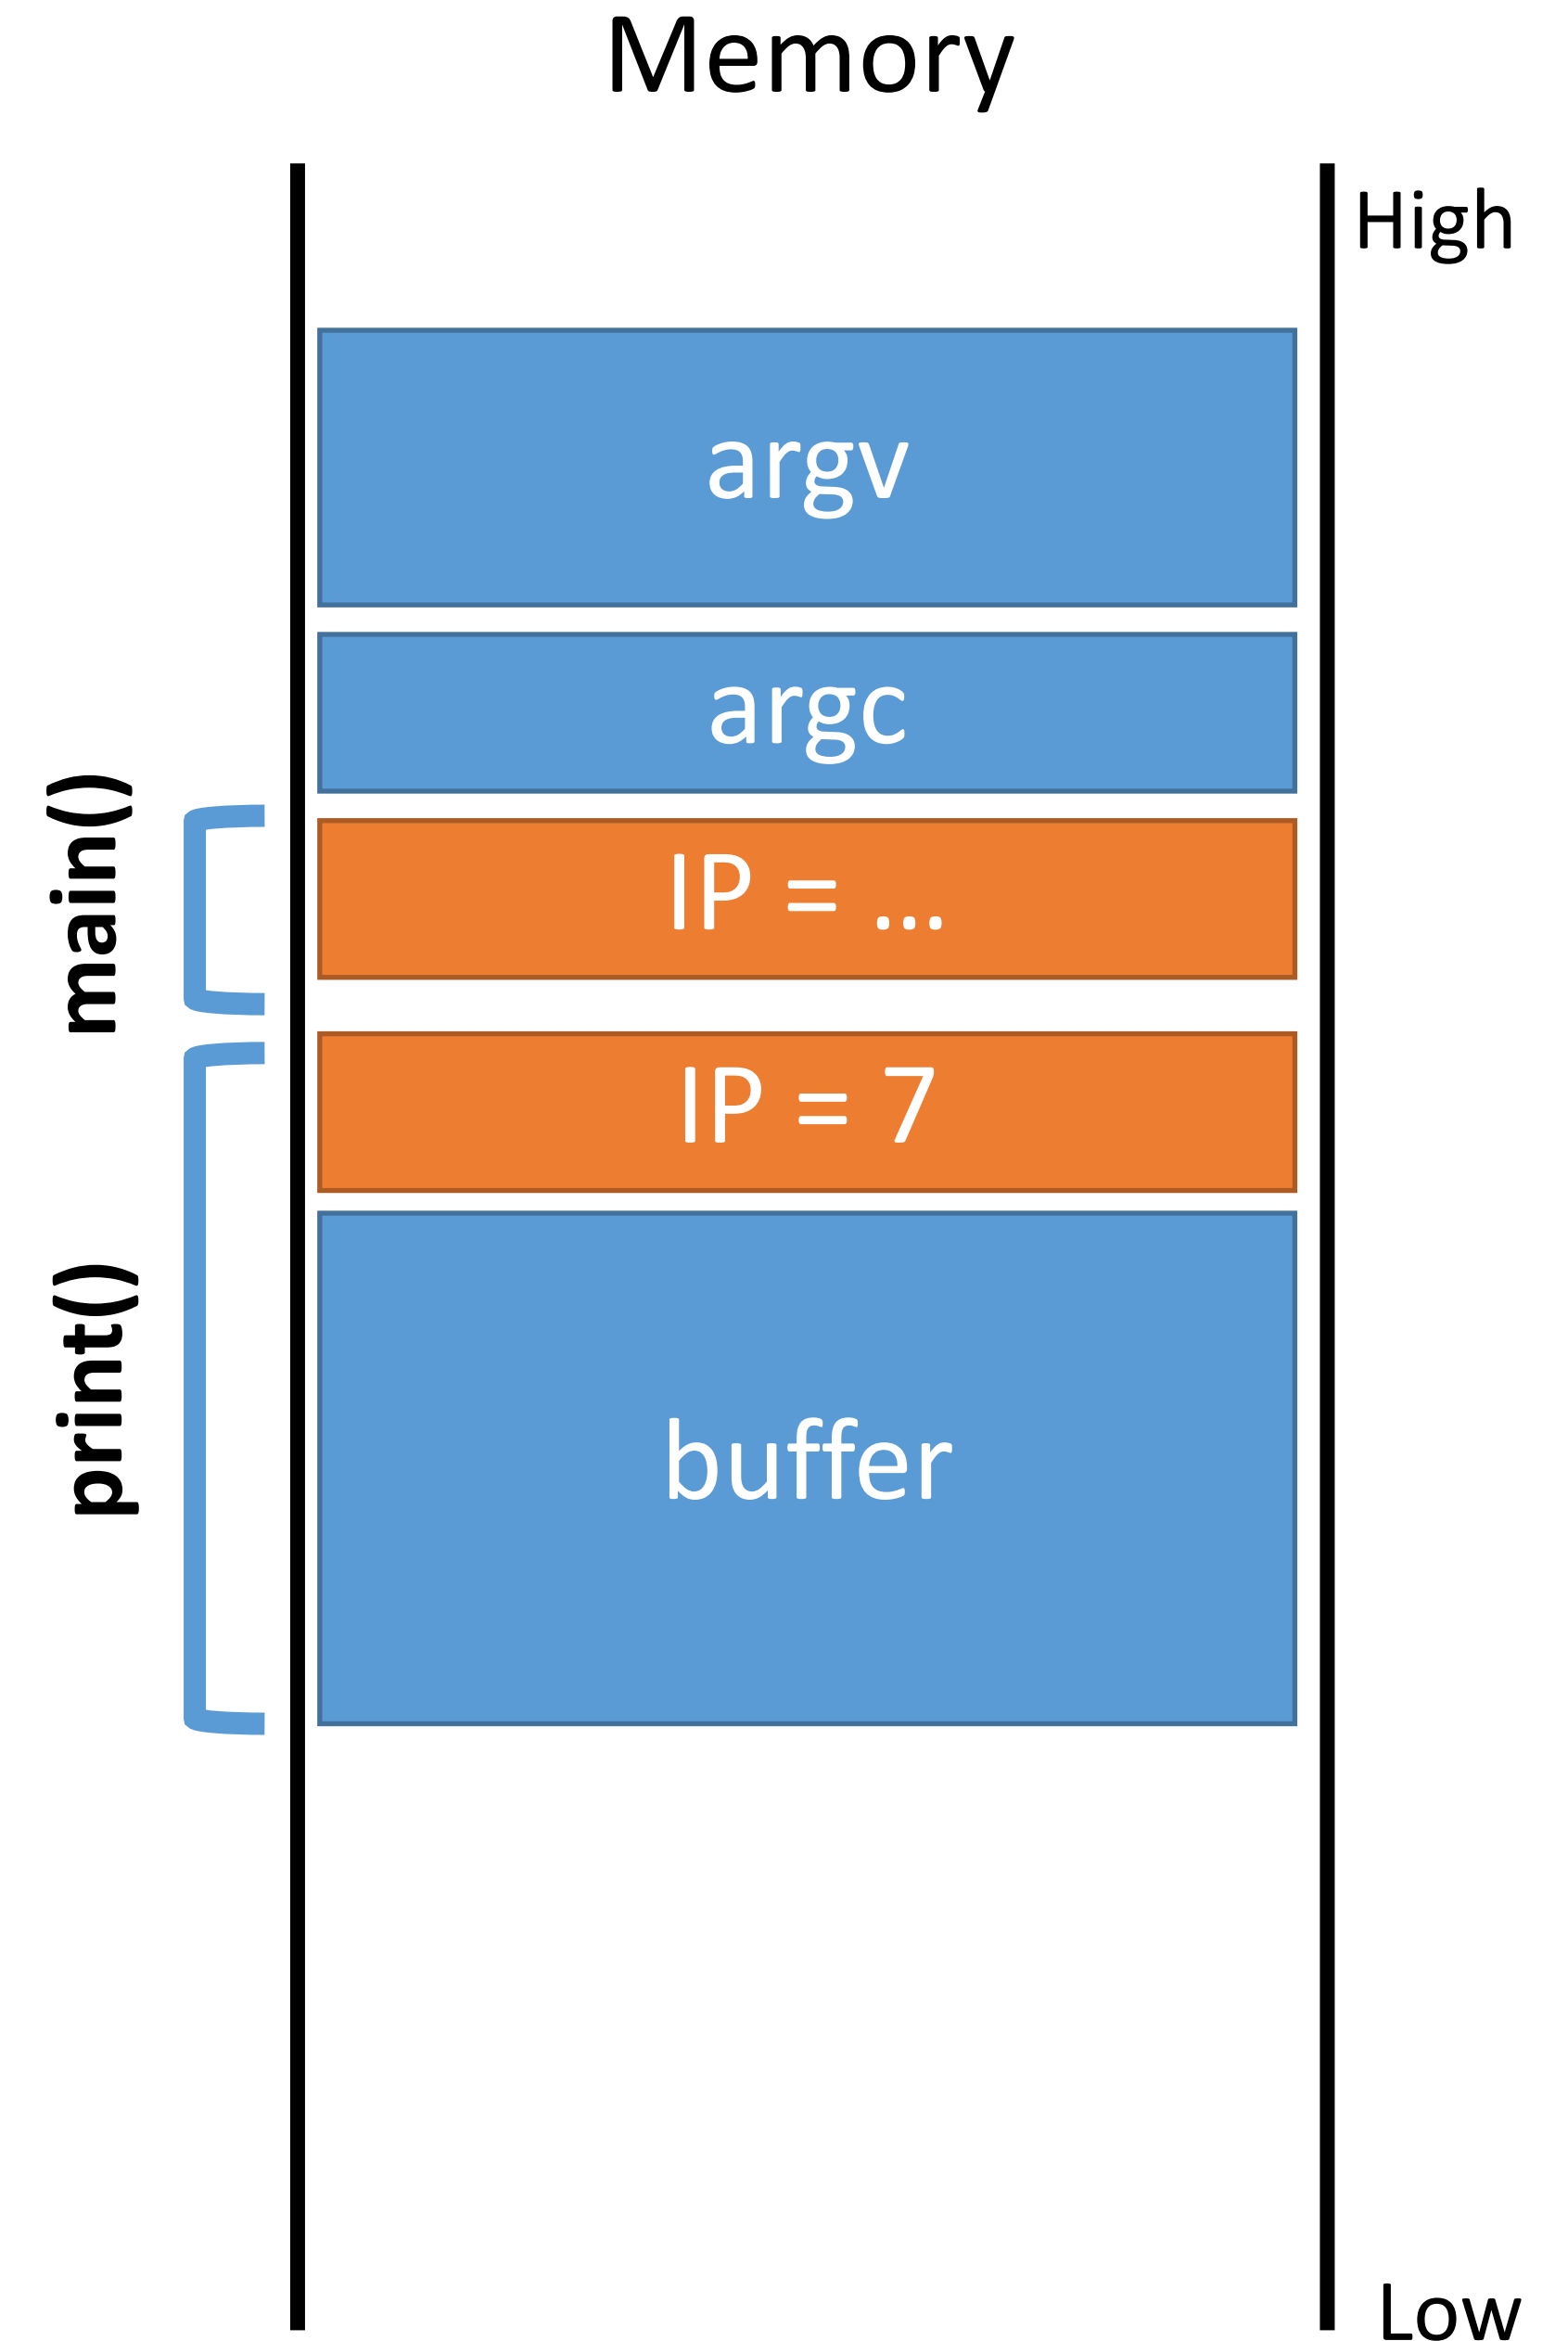 Memory
High
argv
argc
main()
IP = ...
IP = 7
print()
buffer
Low